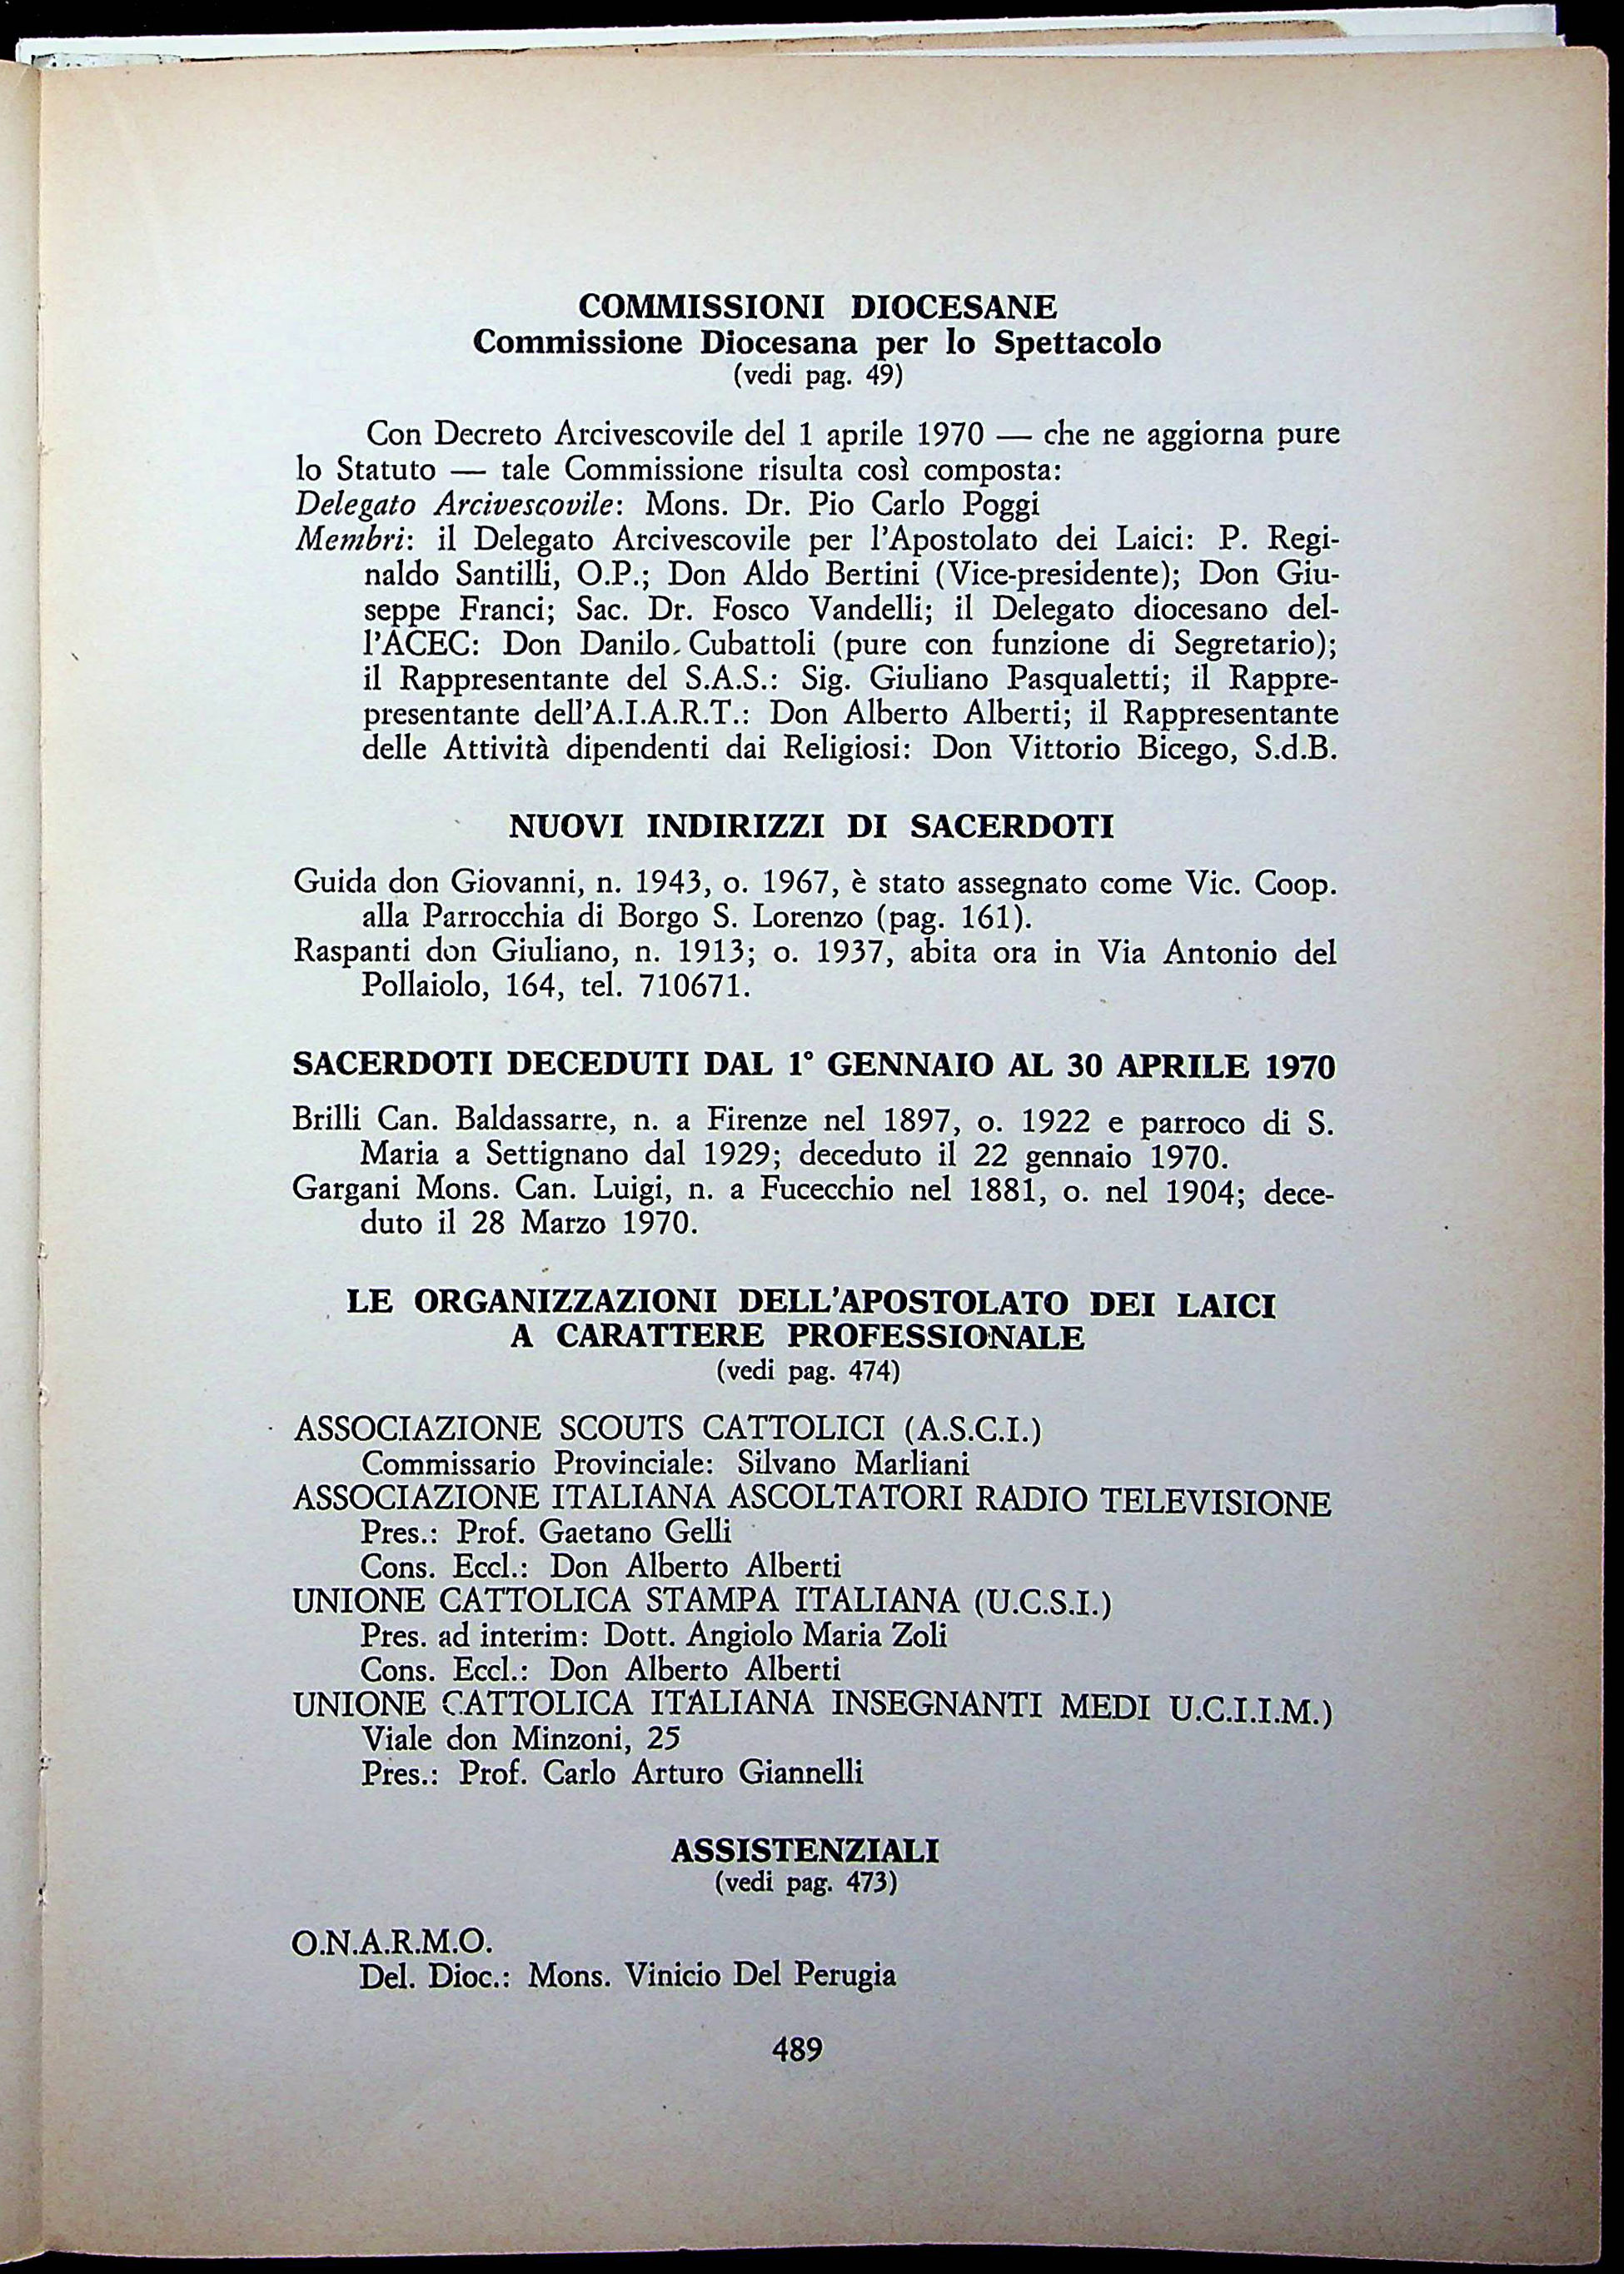 COMMISSIONI DIOCESANE
Commissione Diocesana per lo Spettacolo
(vedi pag. 49)
Con Decreto Arcivescovile del 1 aprile 1970 — che ne aggiorna pure
lo Statuto — tale Commissione risulta così composta:
Delegato Arcivescovile: Mons. Dr. Pio Carlo Poggi
Membri: il Delegato Arcivescovile per l'Apostolato dei Laici: P. Regi-
naldo Santilli, O.P.; Don Aldo Bertini (Vice-presidente); Don Giu-
seppe Franci; Sac. Dr. Fosco Vandelli; il Delegato diocesano del-
l'ACEC: Don Danilo Cubattoli (pure con funzione di Segretario);
il Rappresentante del S.A.S.: Sig. Giuliano Pasqualetti; il Rappre-
presentante dell'A.I.A.R.T.: Don Alberto Alberti; il Rappresentante
delle Attività dipendenti dai Religiosi: Don Vittorio Bicego, S.d.B.
NUOVI INDIRIZZI DI SACERDOTI
Guida don Giovanni, n. 1943, o. 1967, è stato assegnato come Vic. Coop.
alla Parrocchia di Borgo S. Lorenzo (pag. 161).
Raspanti don Giuliano, n. 1913; o. 1937, abita ora in Via Antonio del
Pollaiolo, 164, tel. 710671.
SACERDOTI DECEDUTI DAL 1° GENNAIO AL 30 APRILE 1970
Brilli Can. Baldassarre, n. a Firenze nel 1897, o. 1922 e parroco di S.
Maria a Settignano dal 1929; deceduto il 22 gennaio 1970.
Gargani Mons. Can. Luigi, n. a Fucecchio nel 1881, o. nel 1904; dece-
duto il 28 Marzo 1970.
LE ORGANIZZAZIONI DELL'APOSTOLATO DEI LAICI
A CARATTERE PROFESSIONALE
(vedi pag. 474)
ASSOCIAZIONE SCOUTS CATTOLICI (A.S.C.I.)
Commissario Provinciale: Silvano Marliani
ASSOCIAZIONE ITALIANA ASCOLTATORI RADIO TELEVISIONE
Pres.: Prof. Gaetano Gelli
Cons. Eccl.: Don Alberto Alberti
UNIONE CATTOLICA STAMPA ITALIANA (U.C.S.I.)
Pres. ad interim: Dott. Angiolo Maria Zoli
Cons. Eccl.: Don Alberto Alberti
UNIONE CATTOLICA ITALIANA INSEGNANTI MEDI U.C.I.I.M.)
Viale don Minzoni, 25
Pres.: Prof. Carlo Arturo Giannelli
ASSISTENZIALI
(vedi pag. 473)
O.N.A.R.M.O.
Del. Dioc.: Mons. Vinicio Del Perugia
489